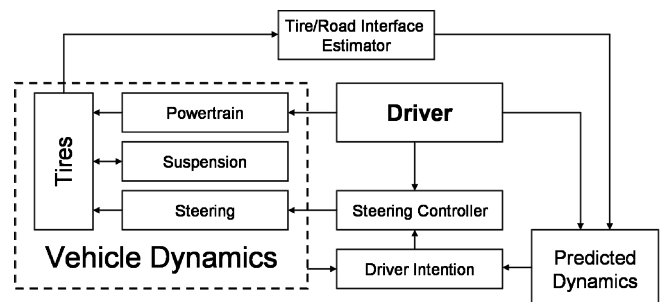 Tire/Road Interface
Estimator
Tires
Powertrain
Driver
Suspension
Steering
Steering Controller
Vehicle Dynamics
Driver Intention
Predicted
Dynamics